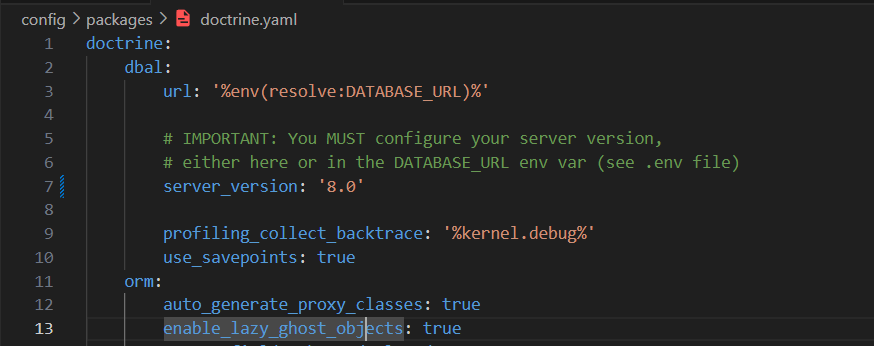 config > packages > doctrine.yaml
1 doctrine:
2 dbal:
3 url: '%env(resolve:DATABASE_URL)%'
4
5 # IMPORTANT: You MUST configure your server version,
6 # either here or in the DATABASE_URL env var (see .env file)
7 server_version: '8.0'
8
9 profiling_collect_backtrace: '%kernel.debug%'
10 use_savepoints: true
11 orm:
12 auto_generate_proxy_classes: true
13 enable_lazy_ghost_objects: true